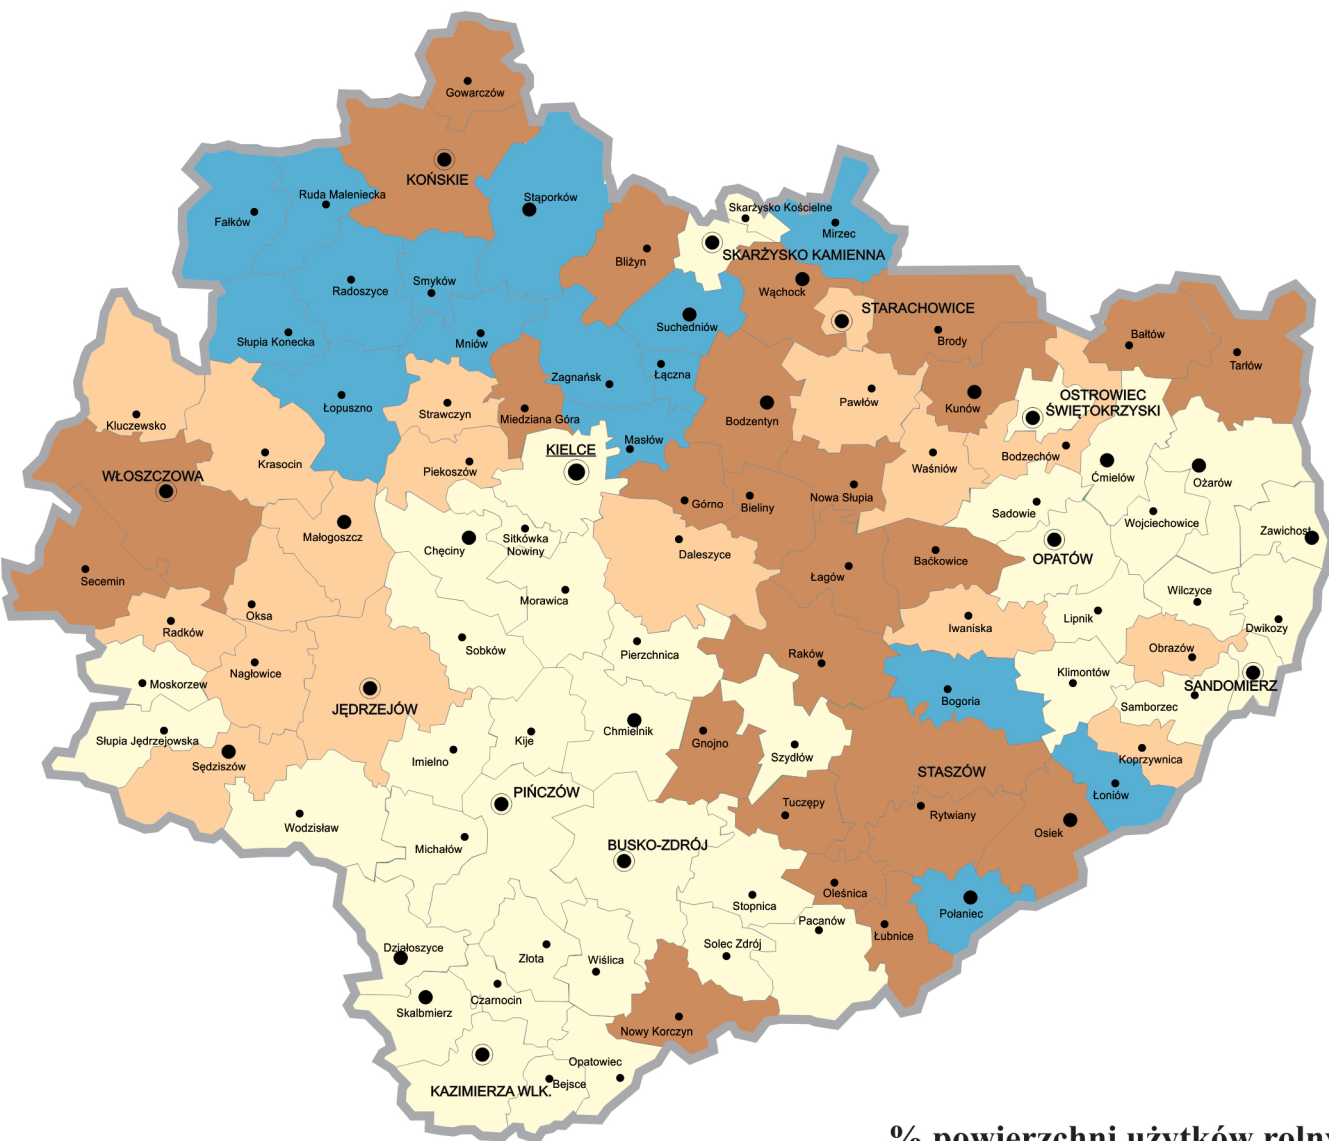 Gowarczów
KOŃSKIE
Ruda Maleniecka
Fałków
Stąporków
Skarżysko Kościelne
Mirzec
SKARŻYSKO KAMIENNA
Bliżyn
Radoszyce
Smyków
Wąchock
STARACHOWICE
Suchedniów
Brody
Bałtów
Tarłów
Słupia Konecka
Mniów
Zagnańsk
Łączna
Łopuszno
Strawczyn
Miedziana Góra
Bodzentyn
Pawłów
Kunów
OSTROWIEC
ŚWIĘTOKRZYSKI
Kluczewsko
Krasocin
Masłów
KIELCE
Piekoszów
Waśniów
Bodzechów
Ćmielów
Ożarów
WŁOSZCZOWA
Górno
Bieliny
Nowa Słupia
Sadowie
Wojciechowice
Zawichost
Małogoszcz
Chęciny
Sitkówka
Nowiny
Daleszyce
Baćkowice
OPATÓW
Secemin
Łagów
Morawica
Wilczyce
Oksa
Radków
Lipnik
Dwikozy
Iwaniska
Sobków
Pierzchnica
Raków
Obrazów
Nagłowice
Klimontów
Moskorzew
SANDOMIERZ
JĘDRZEJÓW
Bogoria
Samborzec
Słupia Jędrzejowska
Kije
Chmielnik
Gnojno
Szydłów
Imielno
Koprzywnica
Sędziszów
STASZÓW
PIŃCZÓW
Łoniów
Tuczępy
Rytwiany
Wodzisław
Osiek
Michałów
BUSKO-ZDRÓJ
Oleśnica
Stopnica
Połaniec
Pacanów
Łubnice
Działoszyce
Solec Zdrój
Złota
Wiślica
Czarnocin
Skalbmierz
Nowy Korczyn
Opatowiec
Bejsce
KAZIMIERZA WLK.
% powierzchni użytków